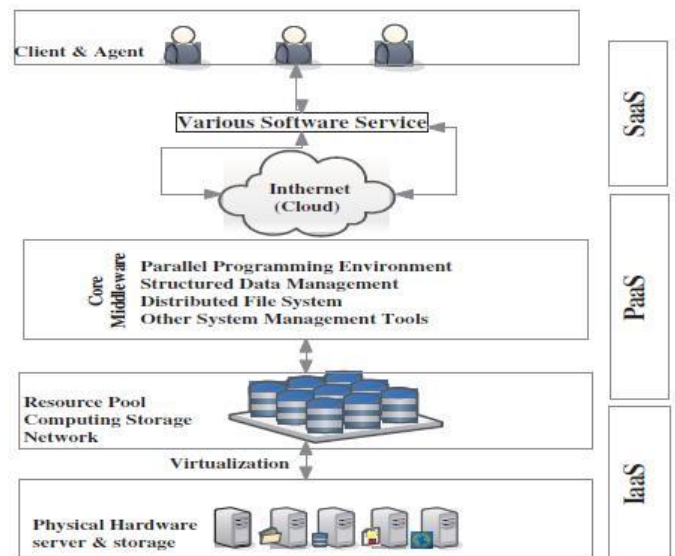 Client & Agent
Various Software Service
Inthernet
(Cloud)
SaaS
Core
Middleware
Parallel Programming Environment
Structured Data Management
Distributed File System
Other System Management Tools
PaaS
Resource Pool
Computing Storage
Network
Virtualization
Physical Hardware
server & storage
IaaS